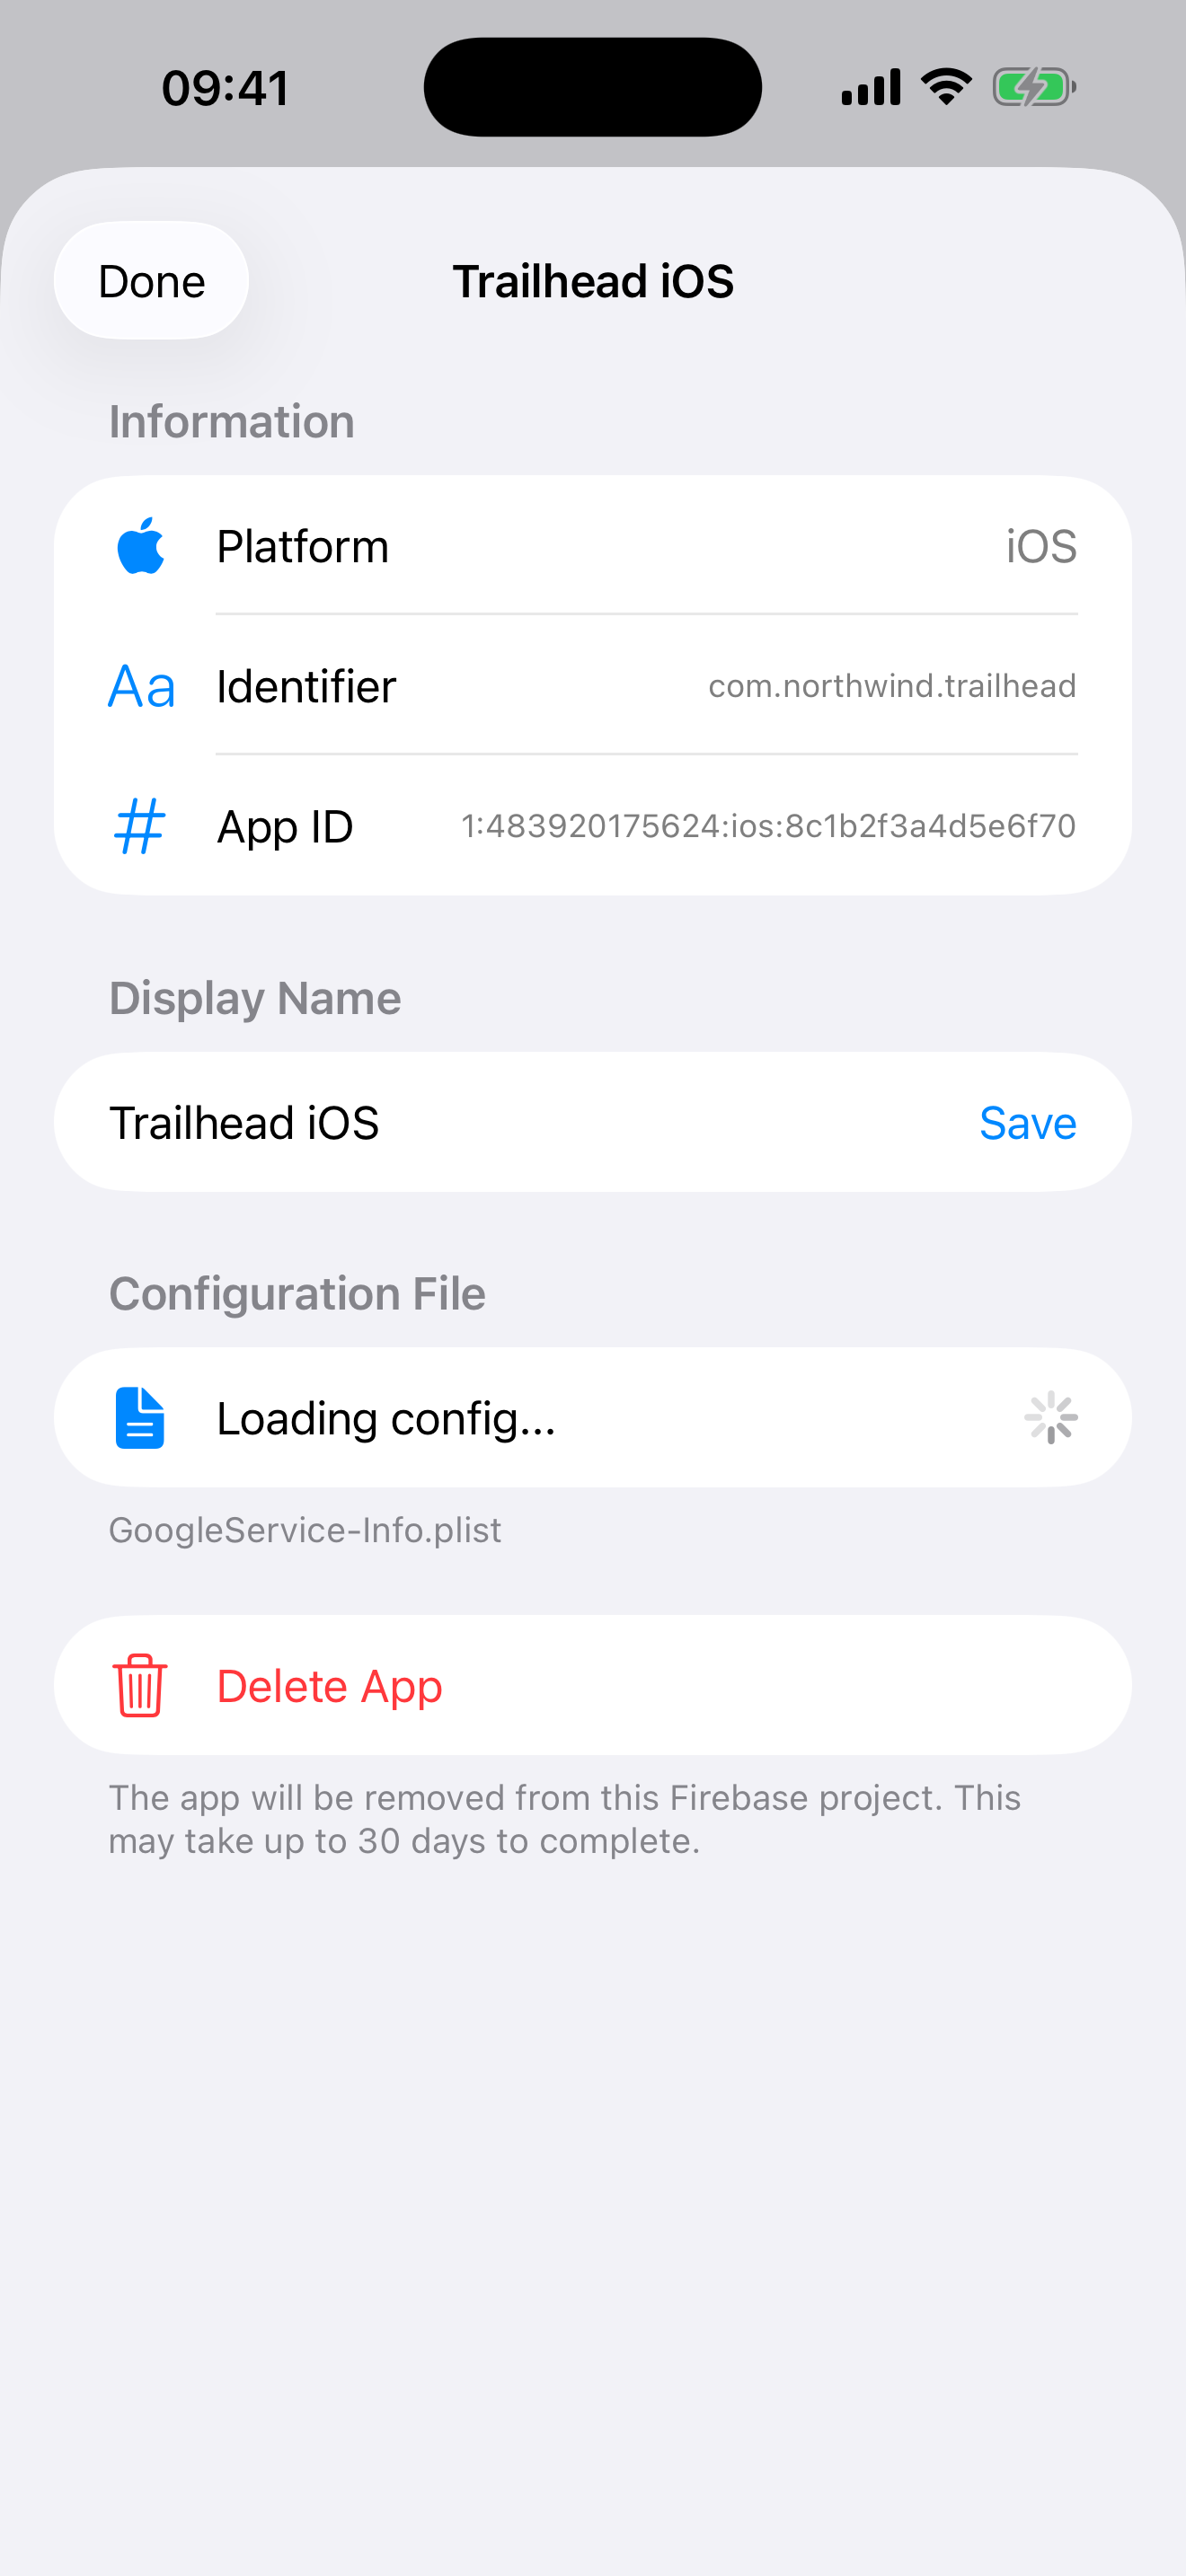 09:41
Done
Trailhead iOS
Information
Platform
iOS
Aa
Identifier
com.northwind.trailhead
#
App ID
1:483920175624:ios:8c1b2f3a4d5e6f70
Display Name
Trailhead iOS
Save
Configuration File
Loading config...
GoogleService-Info.plist
Delete App
The app will be removed from this Firebase project. This
may take up to 30 days to complete.